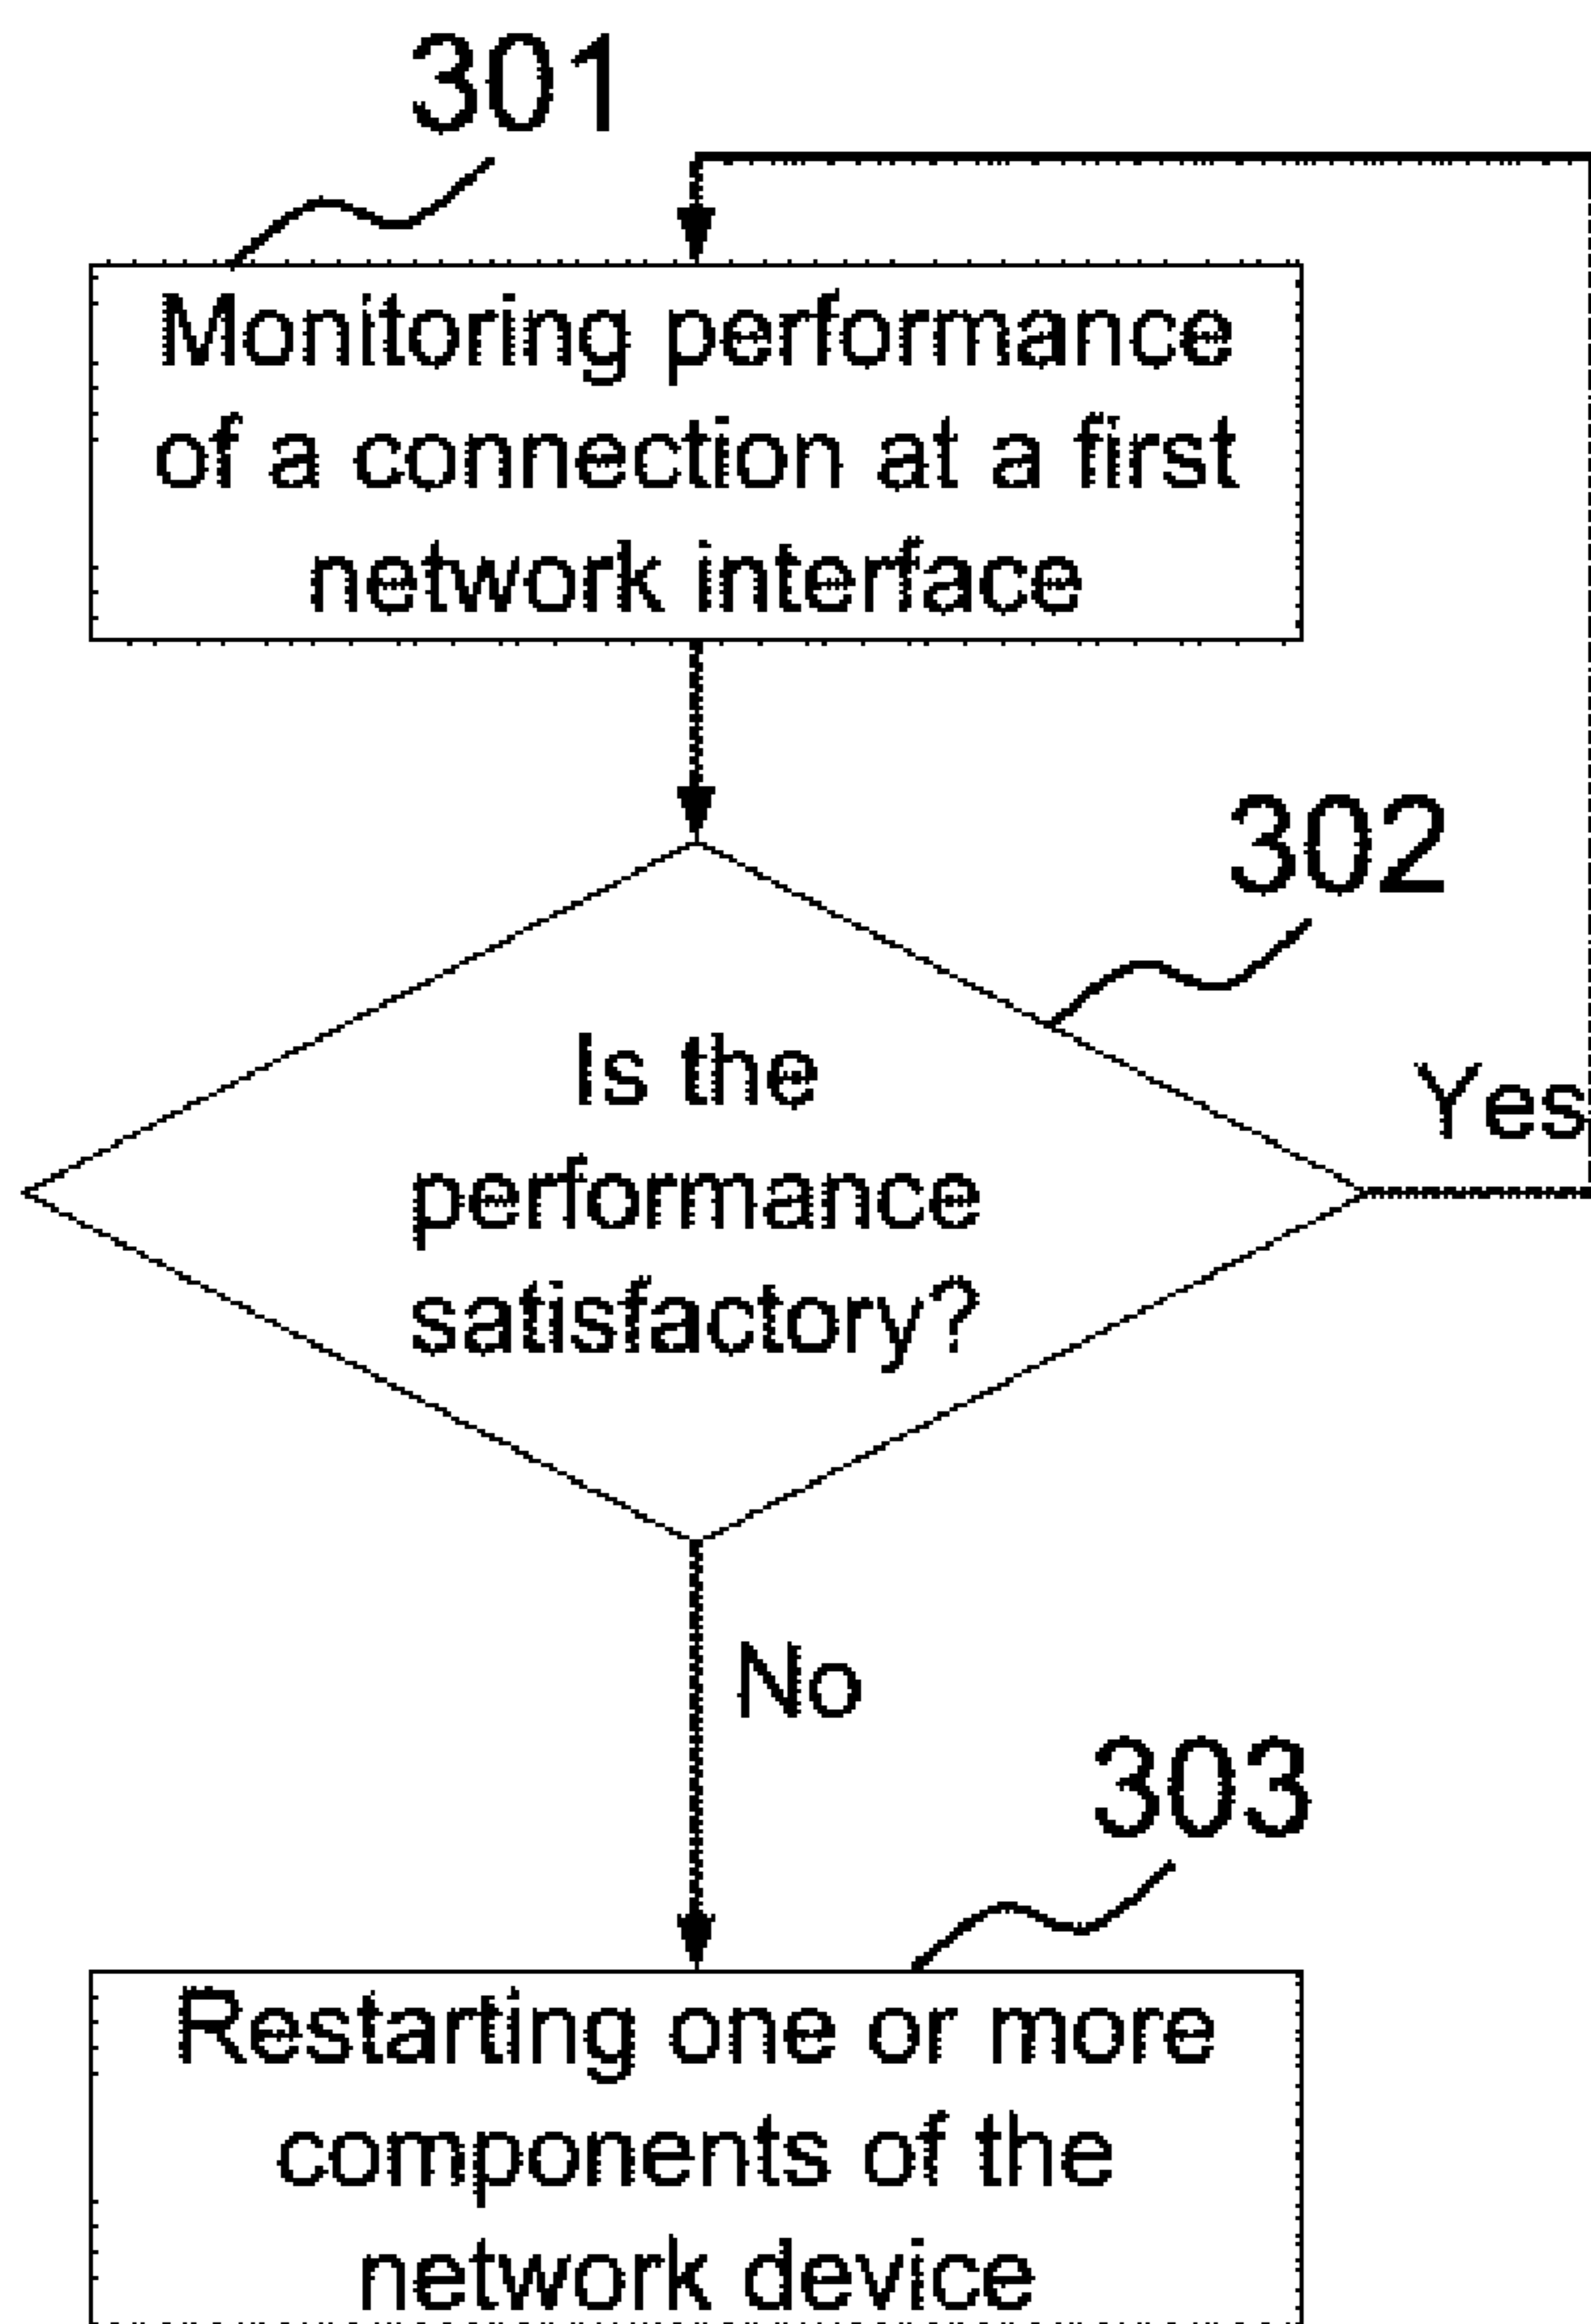 301
Monitoring performance
of a connection at a first
network interface
302
Is the
performance
satisfactory?
Yes
No
303
Restarting one or more
components of the
network device